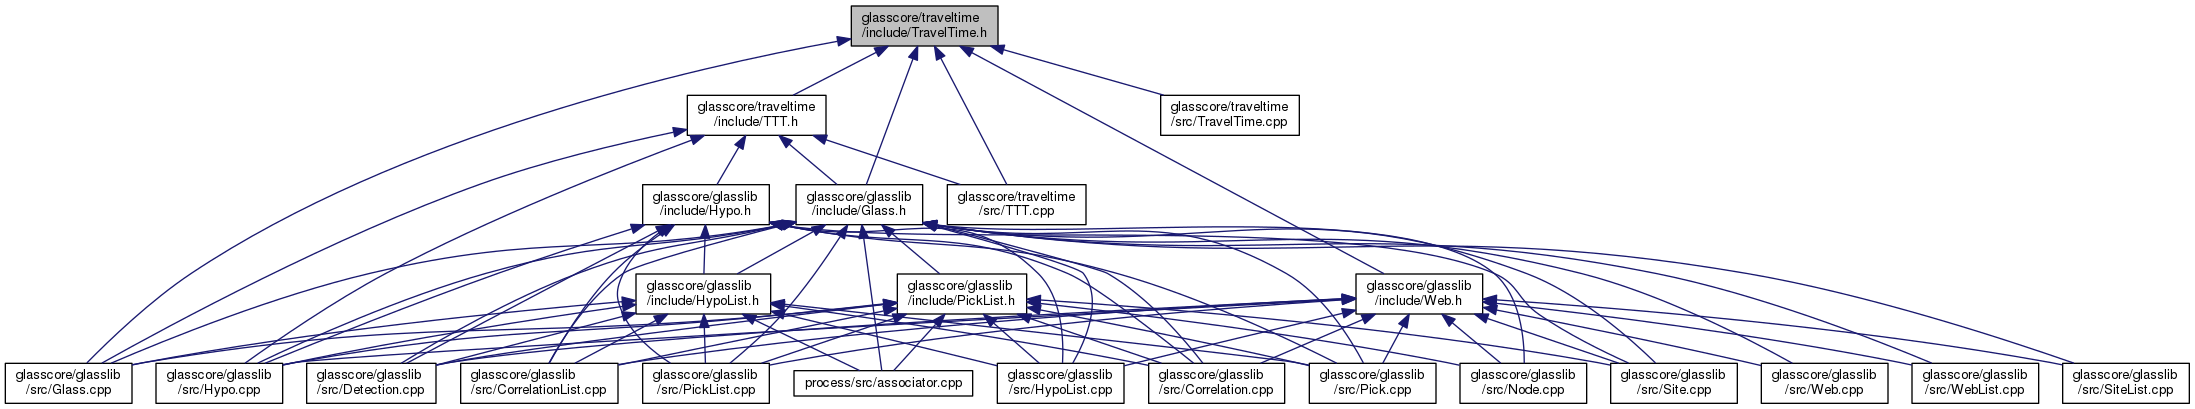 glasscore/traveltime
/include/TravelTime.h
glasscore/traveltime
/include/TTT.h
glasscore/traveltime
/src/TravelTime.cpp
glasscore/glasslib
/include/Hypo.h
glasscore/glasslib
/include/Glass.h
glasscore/traveltime
/src/TTT.cpp
glasscore/glasslib
/include/HypoList.h
glasscore/glasslib
/include/PickList.h
glasscore/glasslib
/include/Web.h
glasscore/glasslib
/src/Glass.cpp
glasscore/glasslib
/src/Hypo.cpp
glasscore/glasslib
/src/Detection.cpp
glasscore/glasslib
/src/CorrelationList.cpp
glasscore/glasslib
/src/PickList.cpp
process/src/associator.cpp
glasscore/glasslib
/src/HypoList.cpp
glasscore/glasslib
/src/Correlation.cpp
glasscore/glasslib
/src/Pick.cpp
glasscore/glasslib
/src/Node.cpp
glasscore/glasslib
/src/Site.cpp
glasscore/glasslib
/src/Web.cpp
glasscore/glasslib
/src/WebList.cpp
glasscore/glasslib
/src/SiteList.cpp